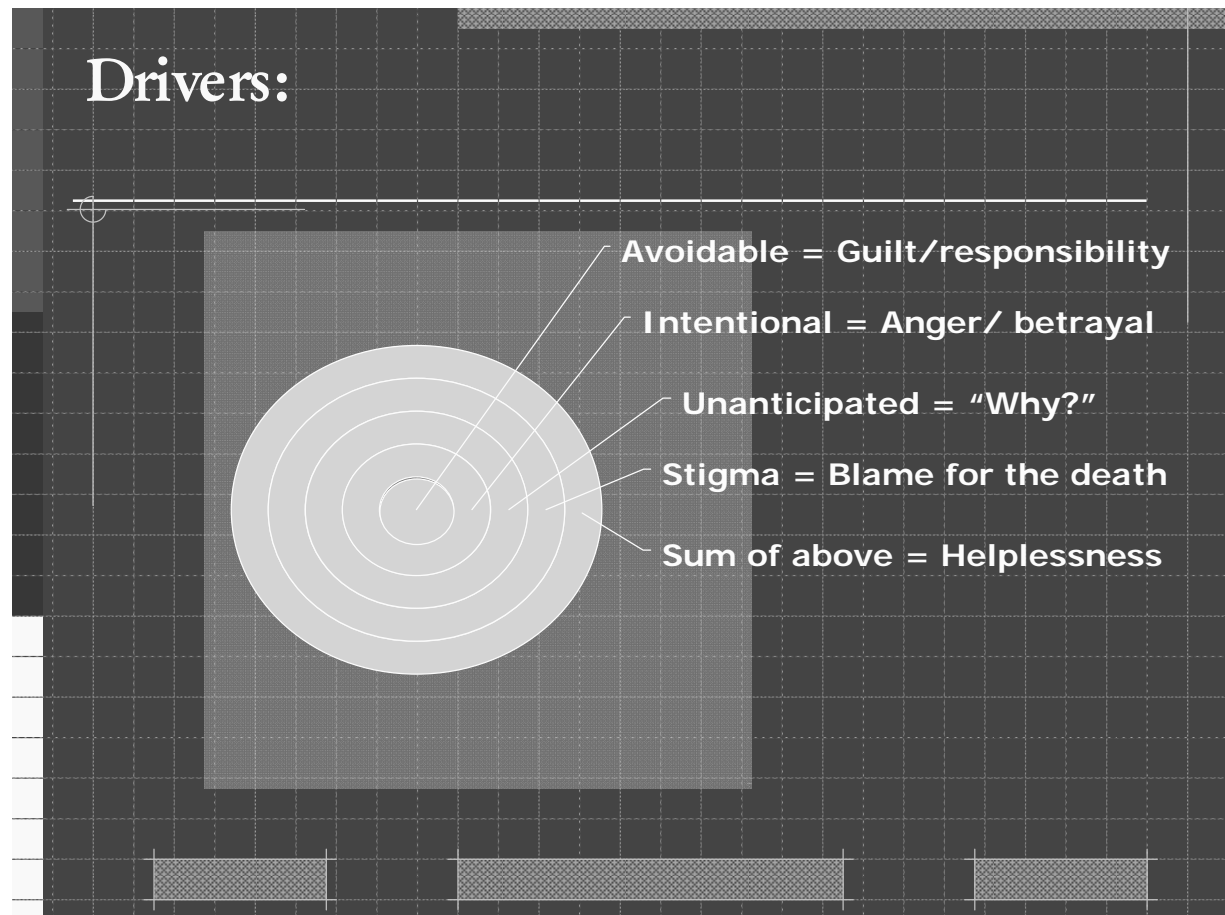 Drivers:
Avoidable = Guilt/responsibility
Intentional = Anger/ betrayal
Unanticipated = “Why?”
Stigma = Blame for the death
Sum of above = Helplessness